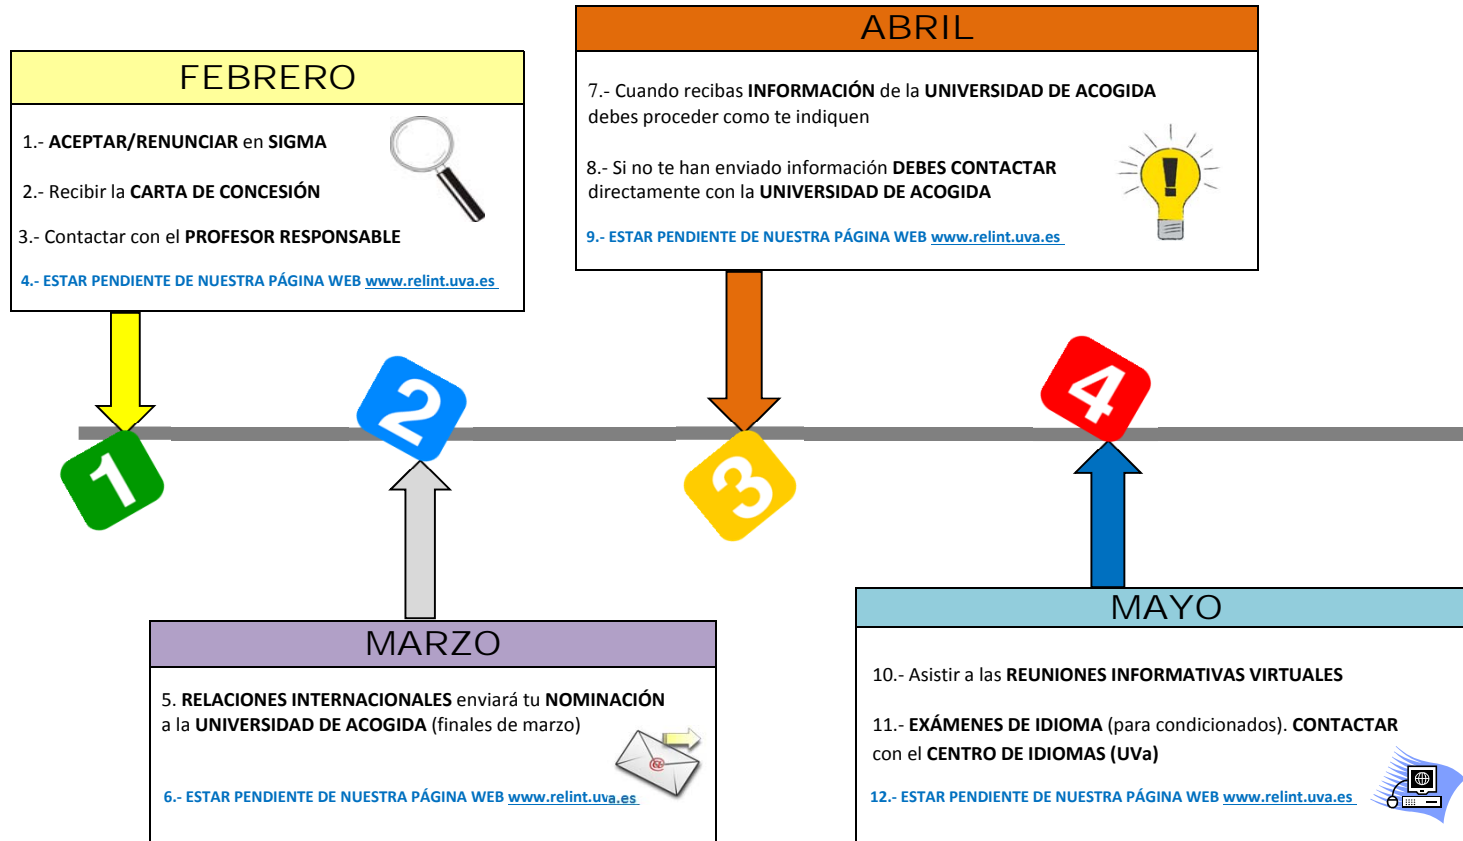 FEBRERO
1.- ACEPTAR/RENUNCIAR en SIGMA
2.- Recibir la CARTA DE CONCESIÓN
3.- Contactar con el PROFESOR RESPONSABLE
4.- ESTAR PENDIENTE DE NUESTRA PÁGINA WEB www.relint.uva.es
ABRIL
7.- Cuando recibas INFORMACIÓN de la UNIVERSIDAD DE ACOGIDA
debes proceder como te indiquen
8.- Si no te han enviado información DEBES CONTACTAR
directamente con la UNIVERSIDAD DE ACOGIDA
9.- ESTAR PENDIENTE DE NUESTRA PÁGINA WEB www.relint.uva.es
1
2
3
4
MARZO
5. RELACIONES INTERNACIONALES enviará tu NOMINACIÓN
a la UNIVERSIDAD DE ACOGIDA (finales de marzo)
@
6.- ESTAR PENDIENTE DE NUESTRA PÁGINA WEB www.relint.uva.es
MAYO
10.- Asistir a las REUNIONES INFORMATIVAS VIRTUALES
11.- EXÁMENES DE IDIOMA (para condicionados). CONTACTAR
con el CENTRO DE IDIOMAS (UVa)
12.- ESTAR PENDIENTE DE NUESTRA PÁGINA WEB www.relint.uva.es